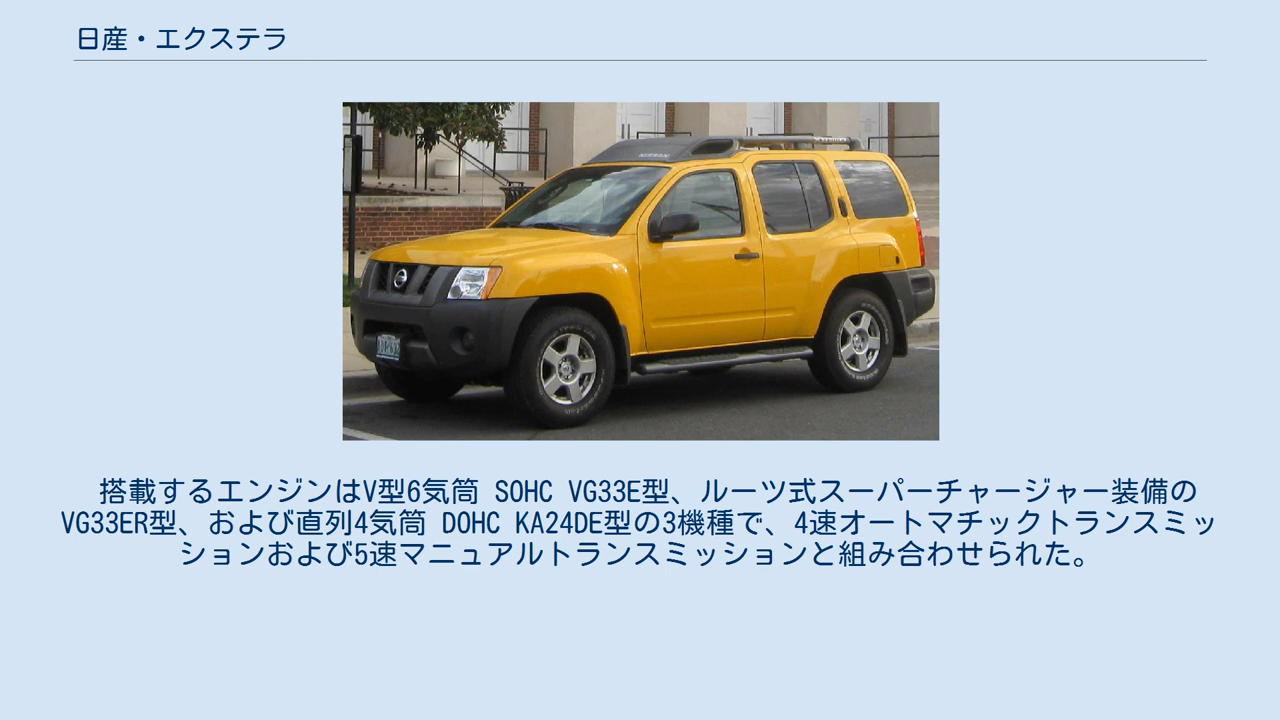 日産・エクステラ
NISSAN
搭載するエンジンはV型6気筒 SOHC VG33E型、ルーツ式スーパーチャージャー装備の
VG33ER型、および直列4気筒 DOHC KA24DE型の3機種で、4速オートマチックトランスミッ
ションおよび5速マニュアルトランスミッションと組み合わせられた。